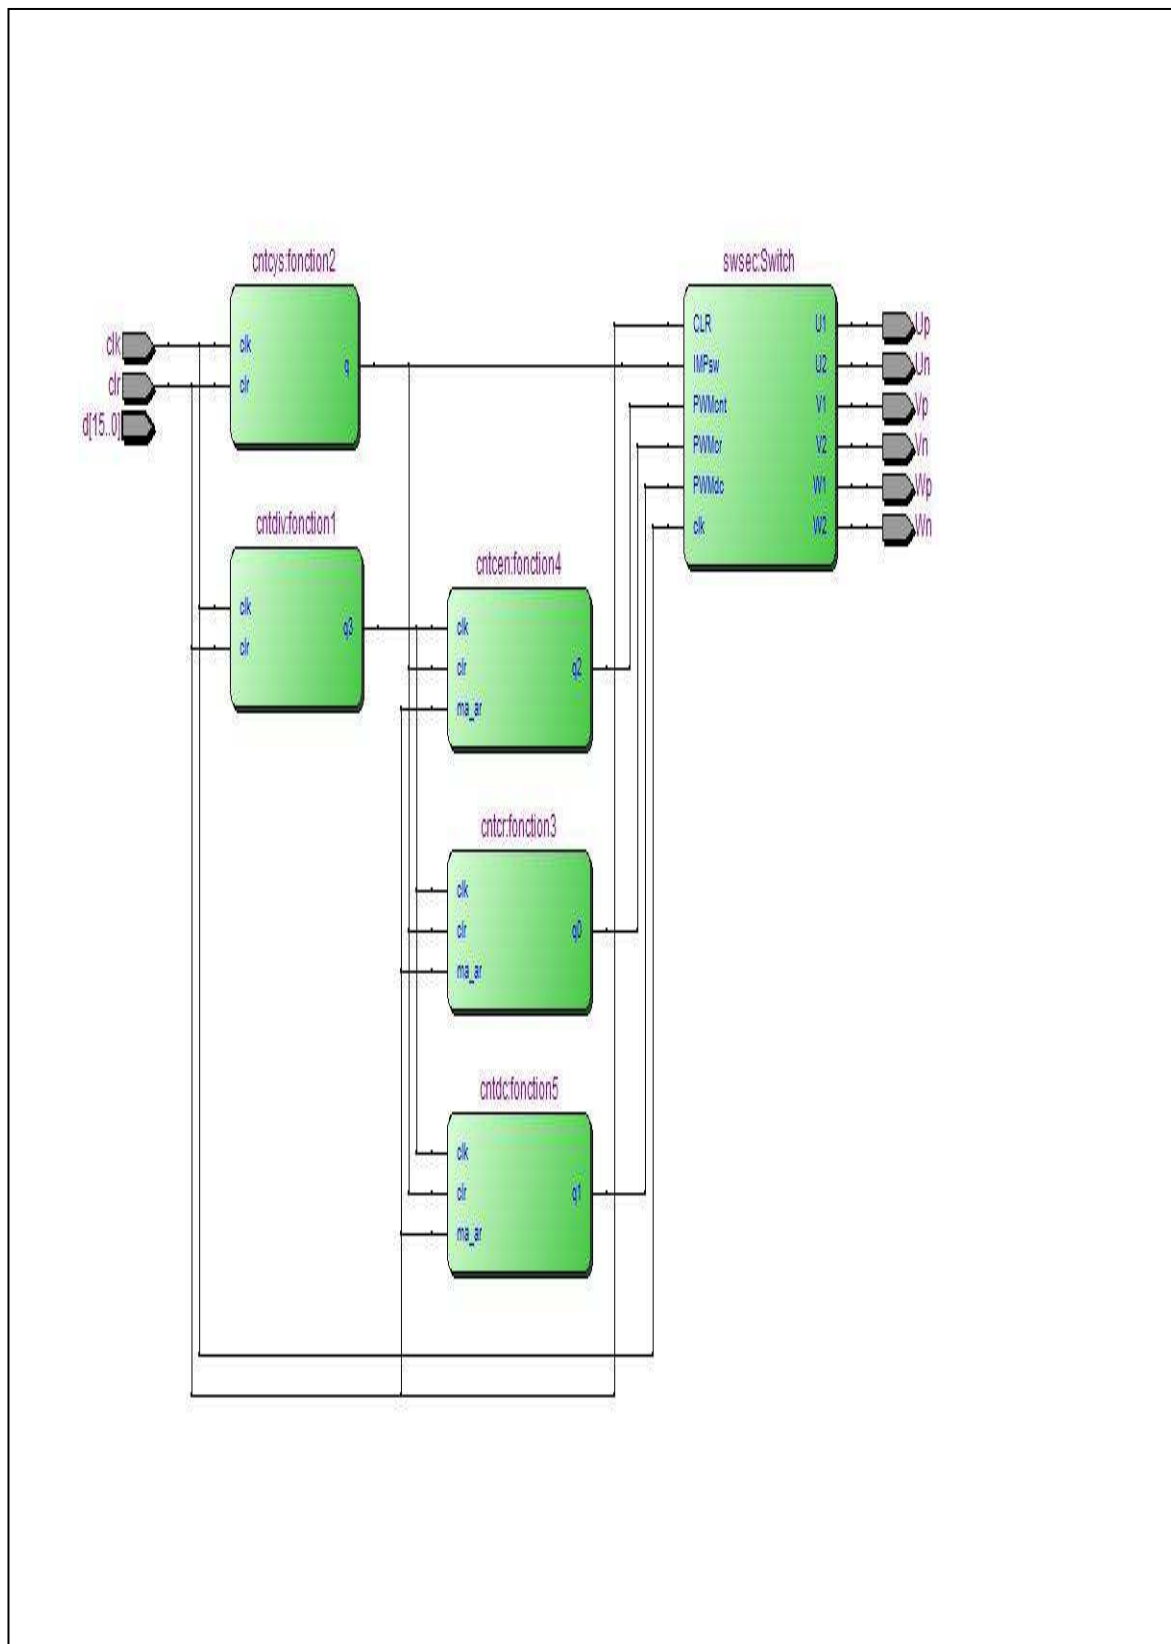 cntcys:fonction2
clk
clr
q
clk
clr
d[15..0]
swsec:Switch
CLR
IMPsw
PWMcnt
PWMcr
PWMdc
clk
U1
U2
V1
V2
W1
W2
Up
Un
Vp
Vn
Wp
Wn
cntdiv:fonction1
clk
clr
q3
cntcen:fonction4
clk
clr
ma_ar
q2
cntcr:fonction3
clk
clr
ma_ar
q0
cntdc:fonction5
clk
clr
ma_ar
q1